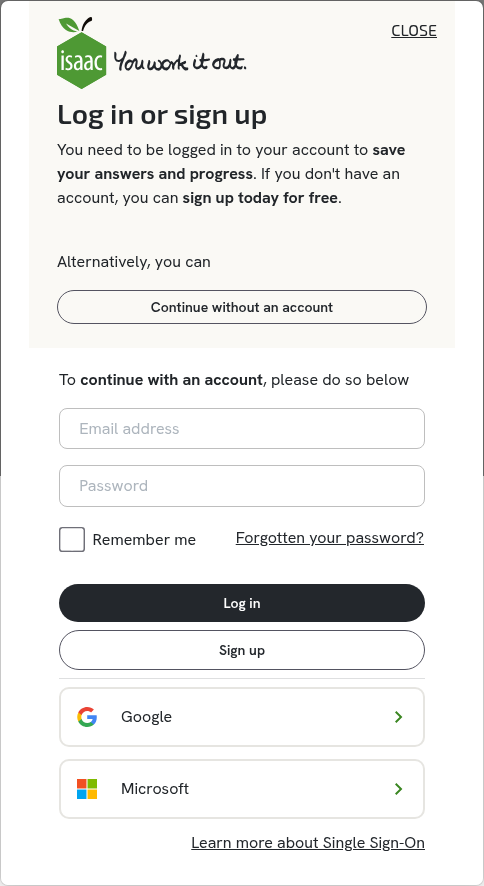 CLOSE
isaac You work it out.
Log in or sign up
You need to be logged in to your account to save
your answers and progress. If you don't have an
account, you can sign up today for free.
Alternatively, you can
Continue without an account
To continue with an account, please do so below
Email address
Password
Remember me
Forgotten your password?
Log in
Sign up
Google
Microsoft
Learn more about Single Sign-On